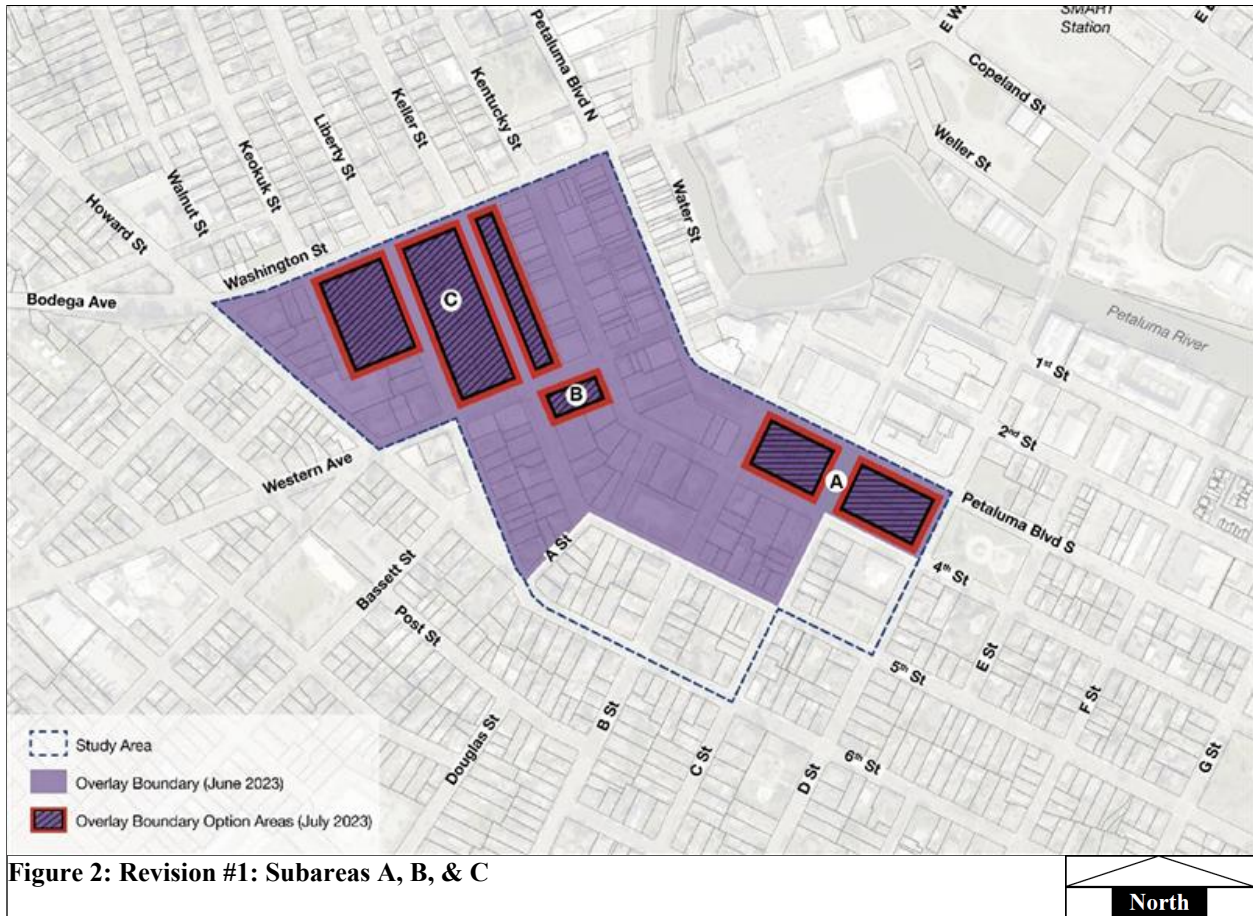 SMART
Station
Copeland St
Petaluma Blvd N
Kentucky St
Weller St
Keller St
Liberty St
Keokuk St
Walnut St
Howard St
Water St
Washington St
Bodega Ave
C
B
A
Petaluma River
1st St
2nd St
Petaluma Blvd S
4th St
Western Ave
A St
Bassett St
Post St
E St
5th St
F St
G St
Douglas St
B St
C St
D St
6th St
Study Area
Overlay Boundary (June 2023)
Overlay Boundary Option Areas (July 2023)
Figure 2: Revision #1: Subareas A, B, & C
North